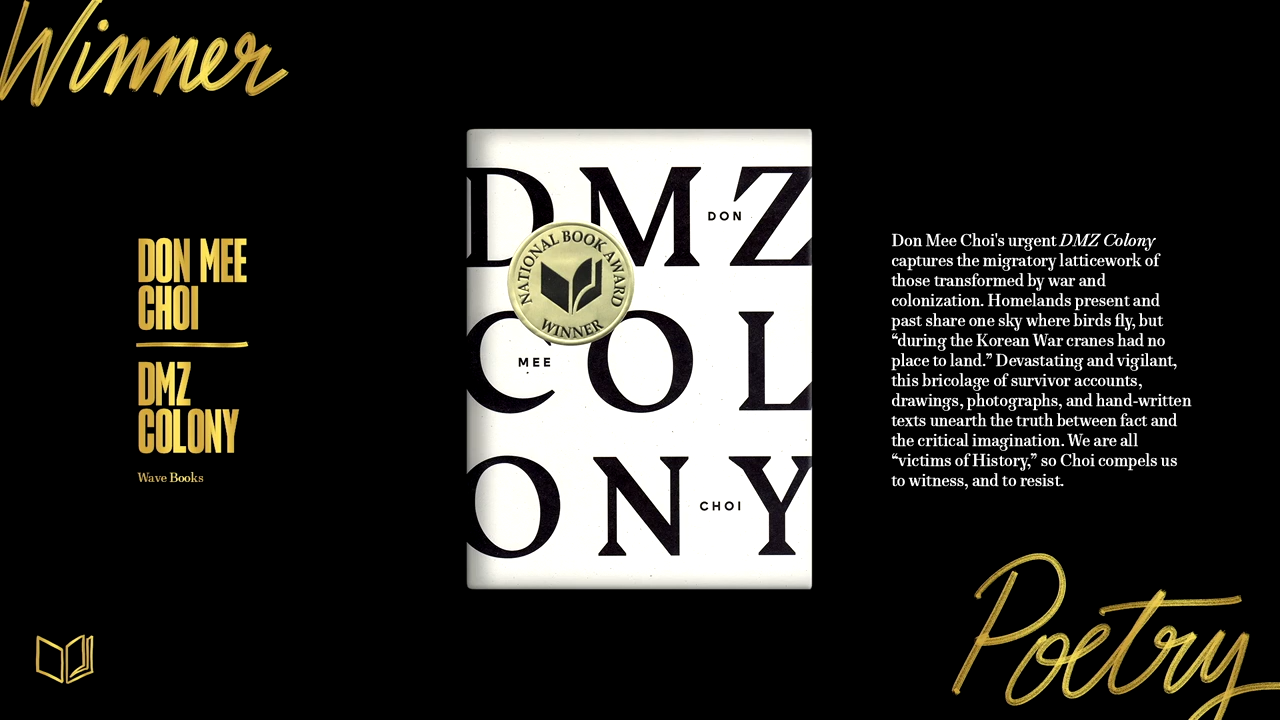 Winner
DON MEE
CHOI
DMZ
COLONY
Wave Books
DMZ
DON
NATIONAL BOOK AWARD
WINNER
COL
MEE
ONY
CHOI
Don Mee Choi's urgent DMZ Colony
captures the migratory latticework of
those transformed by war and
colonization. Homelands present and
past share one sky where birds fly, but
“during the Korean War cranes had no
place to land.” Devastating and vigilant,
this bricolage of survivor accounts,
drawings, photographs, and hand-written
texts unearth the truth between fact and
the critical imagination. We are all
“victims of History,” so Choi compels us
to witness, and to resist.
Poetry